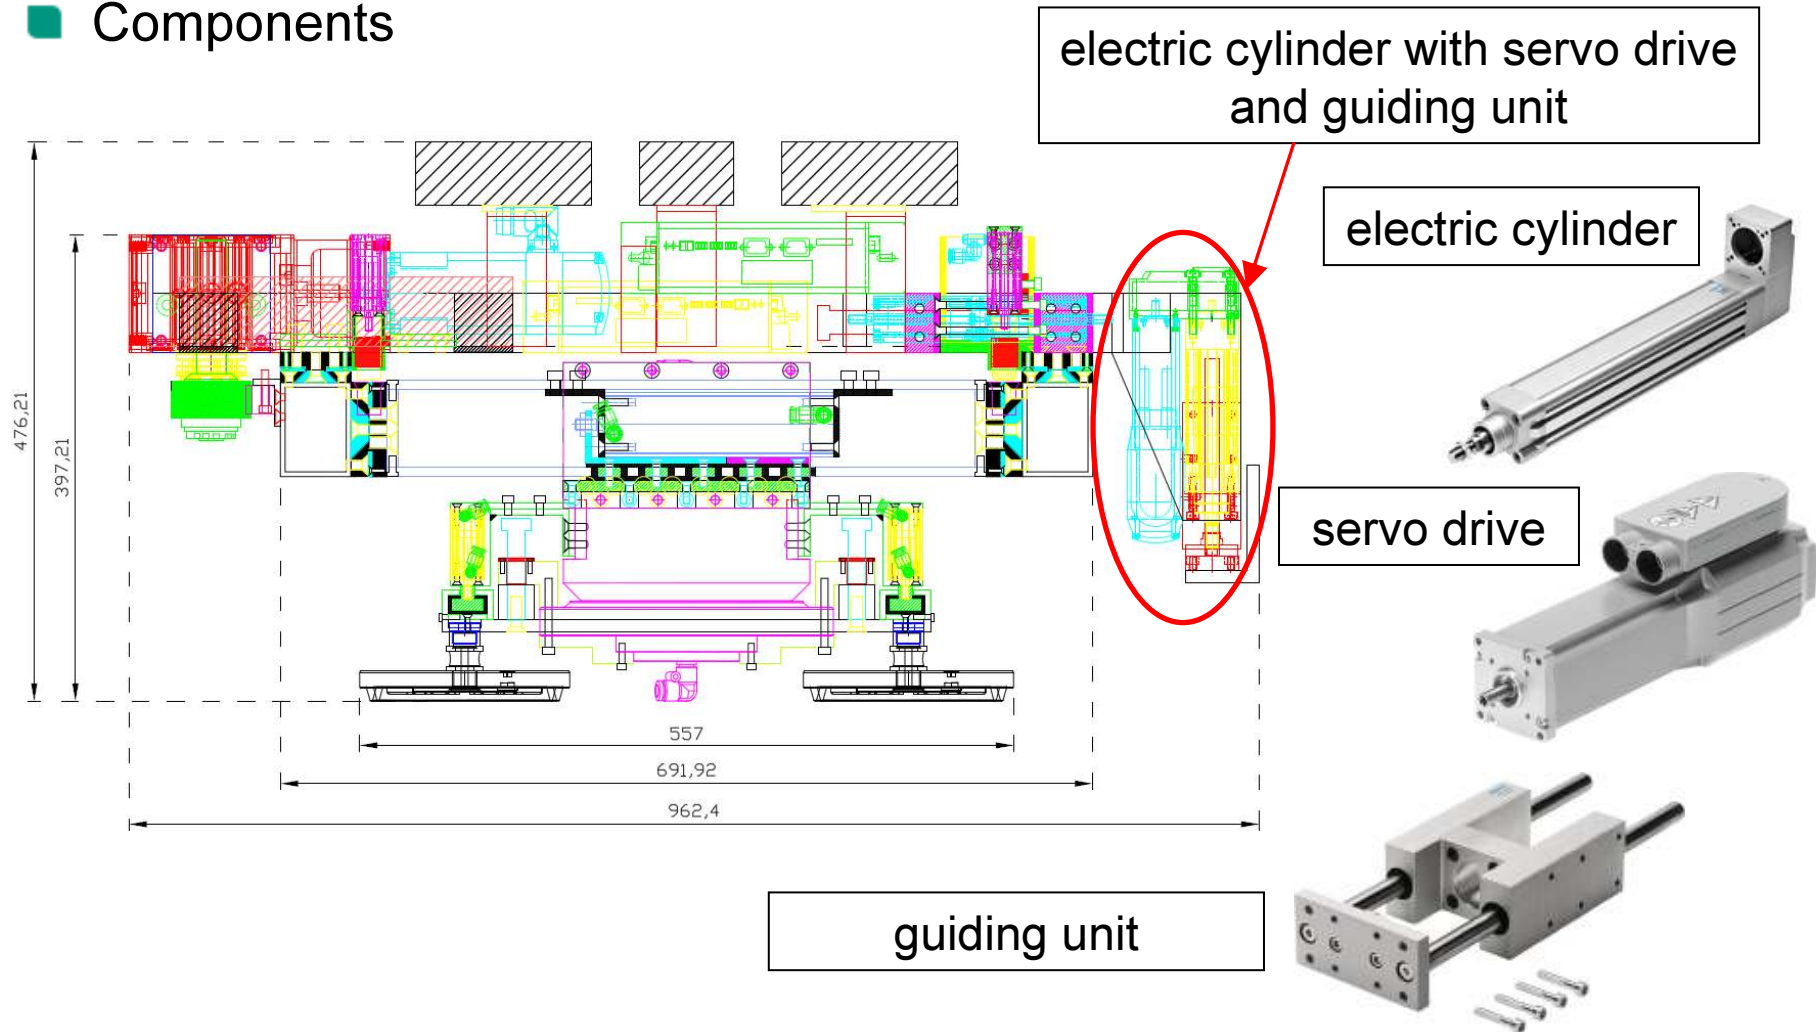 Components
electric cylinder with servo drive
and guiding unit
electric cylinder
476,21
397,21
servo drive
557
691,92
962,4
guiding unit